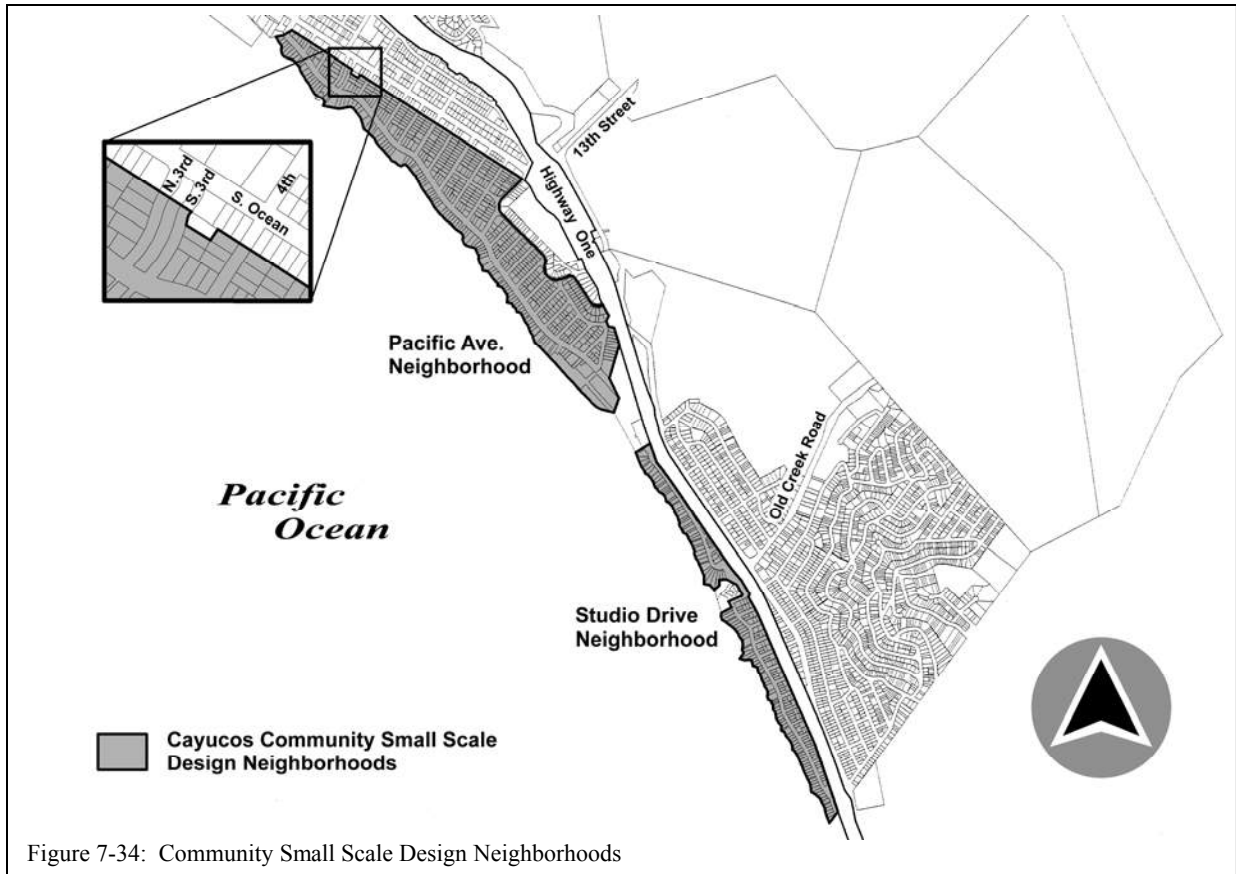 N. 3rd
S. 3rd
S. Ocean
4th
13th Street
Highway One
Pacific Ave.
Neighborhood
Old Creek Road
Pacific
Ocean
Studio Drive
Neighborhood
Cayucos Community Small Scale
Design Neighborhoods
Figure 7-34: Community Small Scale Design Neighborhoods